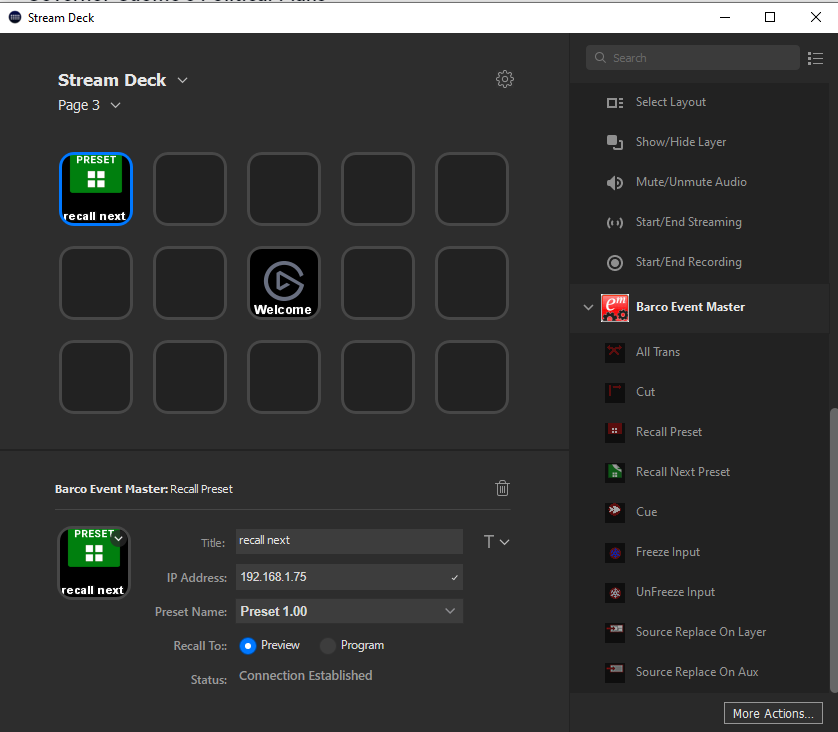 Stream Deck
Stream Deck
Page 3
PRESET
recall next
Welcome
Barco Event Master: Recall Preset
PRESET
recall next
Title:
recall next
T
IP Address:
192.168.1.75
Preset Name:
Preset 1.00
Recall To::
Preview
Program
Status:
Connection Established
Search
Select Layout
Show/Hide Layer
Mute/Unmute Audio
Start/End Streaming
Start/End Recording
em
Barco Event Master
All Trans
Cut
Recall Preset
Recall Next Preset
Cue
Freeze Input
UnFreeze Input
Source Replace On Layer
Source Replace On Aux
More Actions...